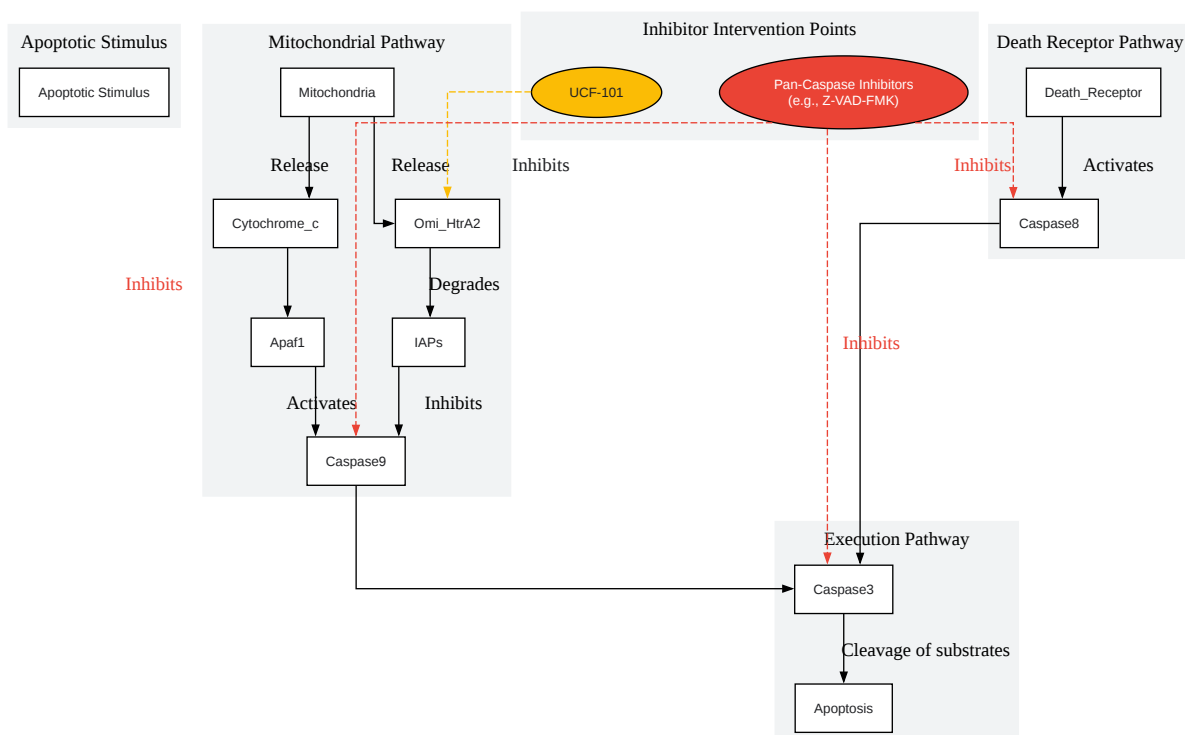 Apoptotic Stimulus
Mitochondrial Pathway
Inhibitor Intervention Points
Death Receptor Pathway
Apoptotic Stimulus
Mitochondria
UCF-101
Pan-Caspase Inhibitors
(e.g., Z-VAD-FMK)
Death_Receptor
Release
Release
Inhibits
Inhibits
Activates
Cytochrome_c
Omi_HtrA2
Caspase8
Inhibits
Degrades
Apaf1
IAPs
Inhibits
Activates
Inhibits
Caspase9
Execution Pathway
Caspase3
Cleavage of substrates
Apoptosis